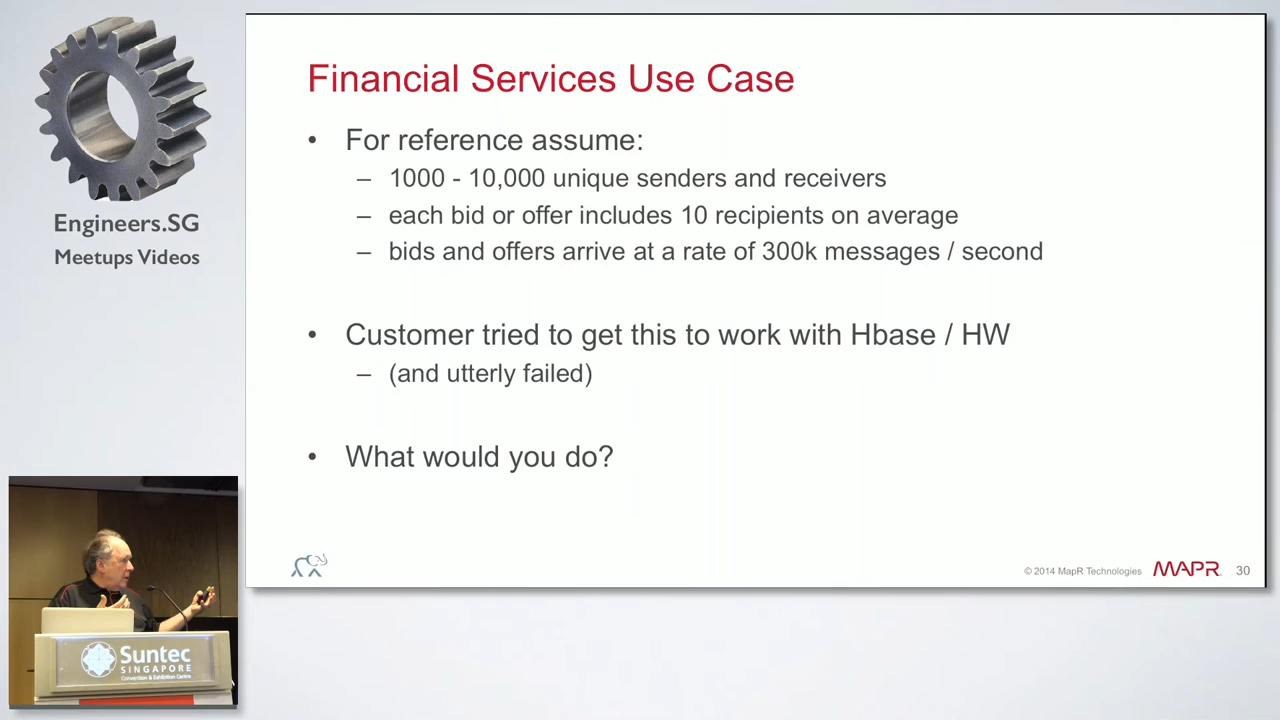 Engineers.SG
Meetups Videos
Financial Services Use Case
• For reference assume:
– 1000 - 10,000 unique senders and receivers
– each bid or offer includes 10 recipients on average
– bids and offers arrive at a rate of 300k messages / second
• Customer tried to get this to work with Hbase / HW
– (and utterly failed)
• What would you do?
© 2014 MapR Technologies
MAPR
30
Suntec
SINGAPORE
Convention & Exhibition Centre